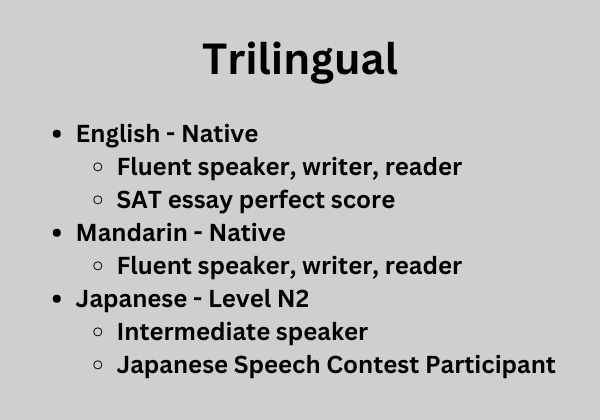 Trilingual
• English - Native
◦ Fluent speaker, writer, reader
◦ SAT essay perfect score
• Mandarin - Native
◦ Fluent speaker, writer, reader
• Japanese - Level N2
◦ Intermediate speaker
◦ Japanese Speech Contest Participant